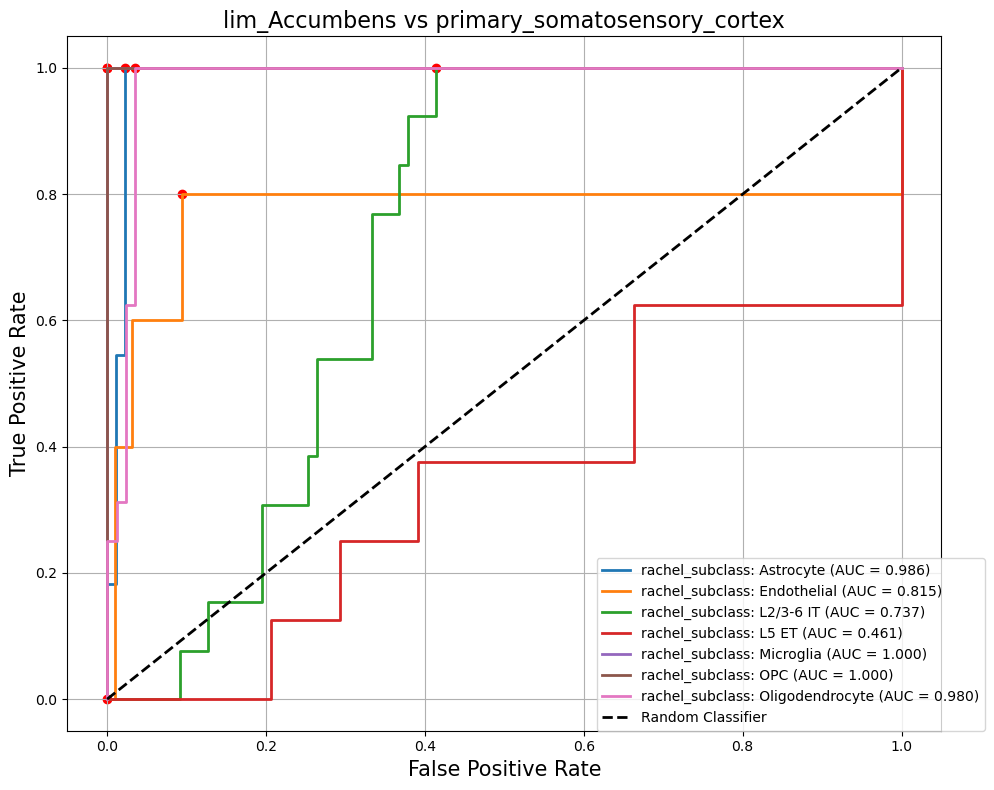 lim_Accumbens vs primary_somatosensory_cortex
True Positive Rate
1.0
0.8
0.6
0.4
0.2
0.0
rachel_subclass: Astrocyte (AUC = 0.986)
rachel_subclass: Endothelial (AUC = 0.815)
rachel_subclass: L2/3-6 IT (AUC = 0.737)
rachel_subclass: L5 ET (AUC = 0.461)
rachel_subclass: Microglia (AUC = 1.000)
rachel_subclass: OPC (AUC = 1.000)
rachel_subclass: Oligodendrocyte (AUC = 0.980)
Random Classifier
0.0 0.2 0.4 0.6 0.8 1.0
False Positive Rate